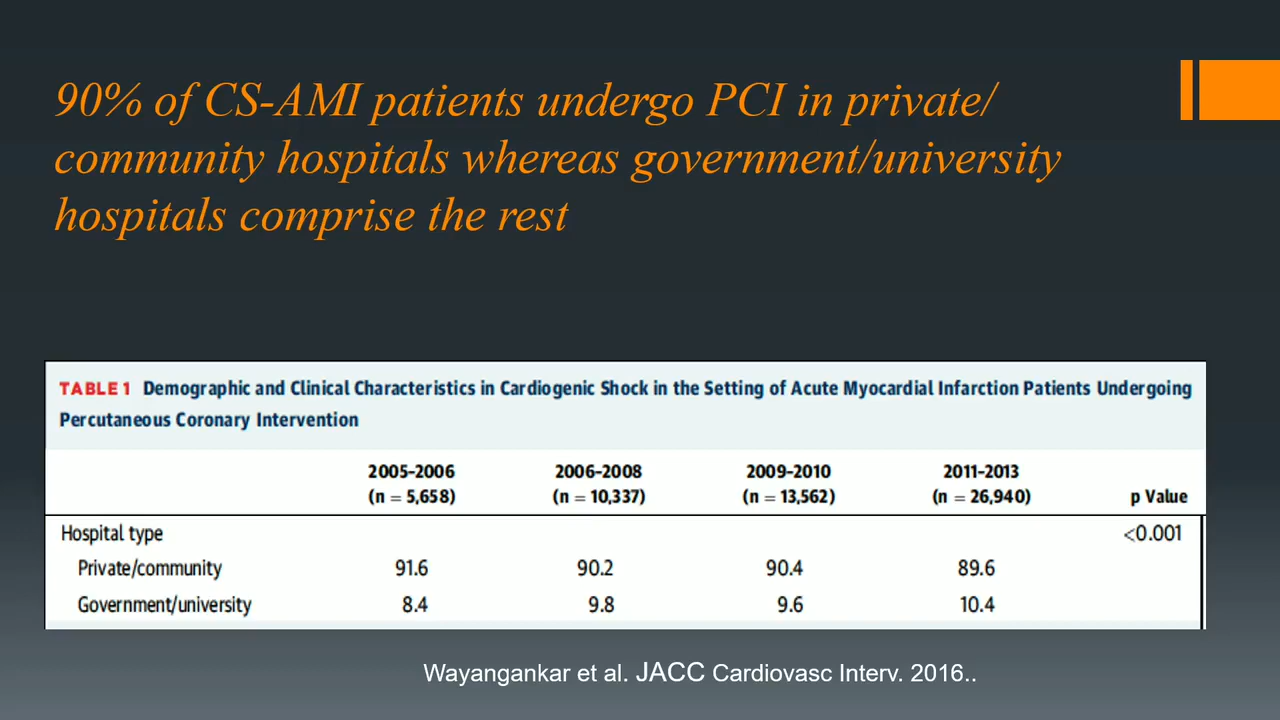 90% of CS-AMI patients undergo PCI in private/
community hospitals whereas government/university
hospitals comprise the rest
TABLE 1 Demographic and Clinical Characteristics in Cardiogenic Shock in the Setting of Acute Myocardial Infarction Patients Undergoing
Percutaneous Coronary Intervention
2005–2006 2006–2008 2009–2010 2011–2013
(n = 5,658) (n = 10,337) (n = 13,562) (n = 26,940) p Value
Hospital type <0.001
Private/community 91.6 90.2 90.4 89.6
Government/university 8.4 9.8 9.6 10.4
Wayangankar et al. JACC Cardiovasc Interv. 2016..